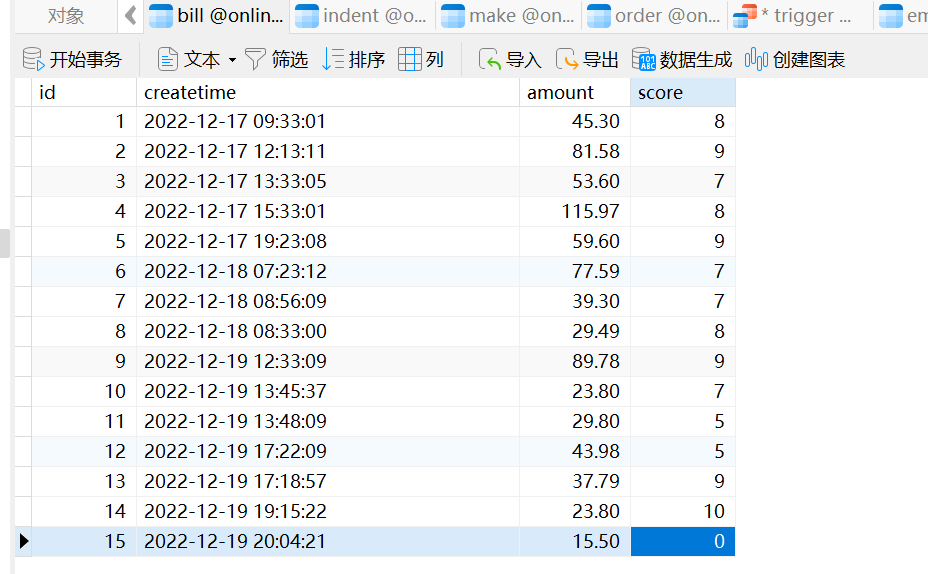 对象 bill @onlin... indent @o... make @on... order @on... * trigger ... em
开始事务 文本 筛选 排序 列 导入 导出 数据生成 创建图表
id createtime amount score
1 2022-12-17 09:33:01 45.30 8
2 2022-12-17 12:13:11 81.58 9
3 2022-12-17 13:33:05 53.60 7
4 2022-12-17 15:33:01 115.97 8
5 2022-12-17 19:23:08 59.60 9
6 2022-12-18 07:23:12 77.59 7
7 2022-12-18 08:56:09 39.30 7
8 2022-12-18 08:33:00 29.49 8
9 2022-12-19 12:33:09 89.78 9
10 2022-12-19 13:45:37 23.80 7
11 2022-12-19 13:48:09 29.80 5
12 2022-12-19 17:22:09 43.98 5
13 2022-12-19 17:18:57 37.79 9
14 2022-12-19 19:15:22 23.80 10
15 2022-12-19 20:04:21 15.50 0